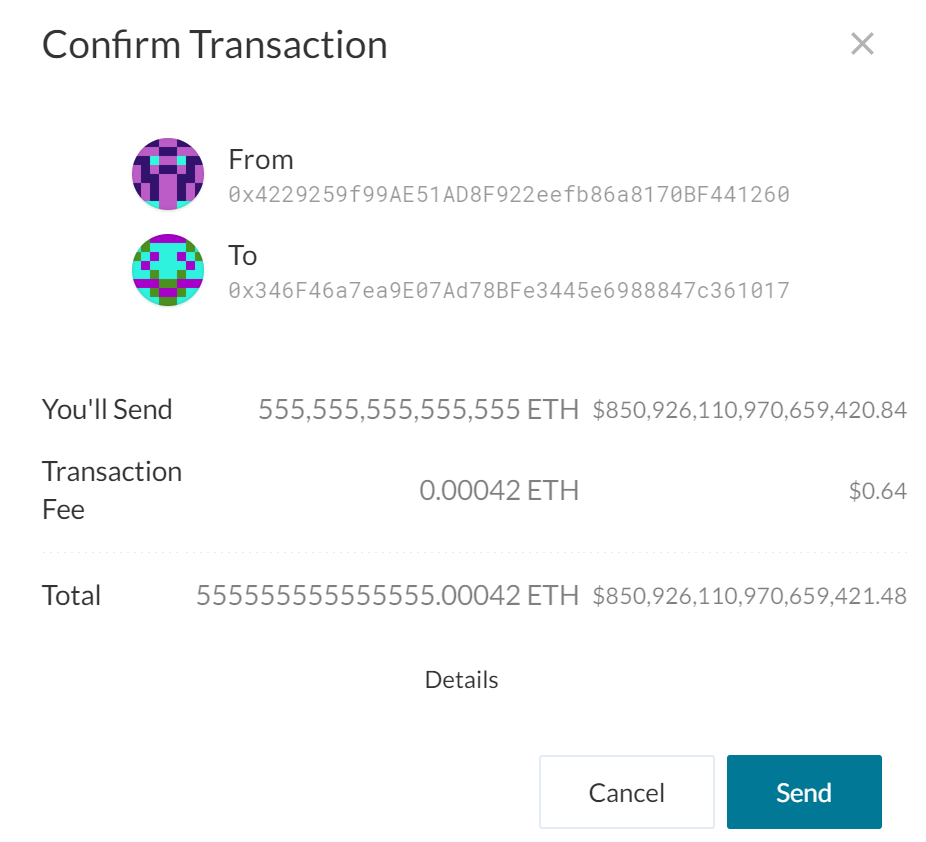 Confirm Transaction
From
0x4229259f99AE51AD8F922eefb86a8170BF441260
To
0x346F46a7ea9E07Ad78BFe3445e6988847c361017
You'll Send 555,555,555,555,555 ETH $850,926,110,970,659,420.84
Transaction
Fee
0.00042 ETH $0.64
Total 555555555555555.00042 ETH $850,926,110,970,659,421.48
Details
Cancel Send